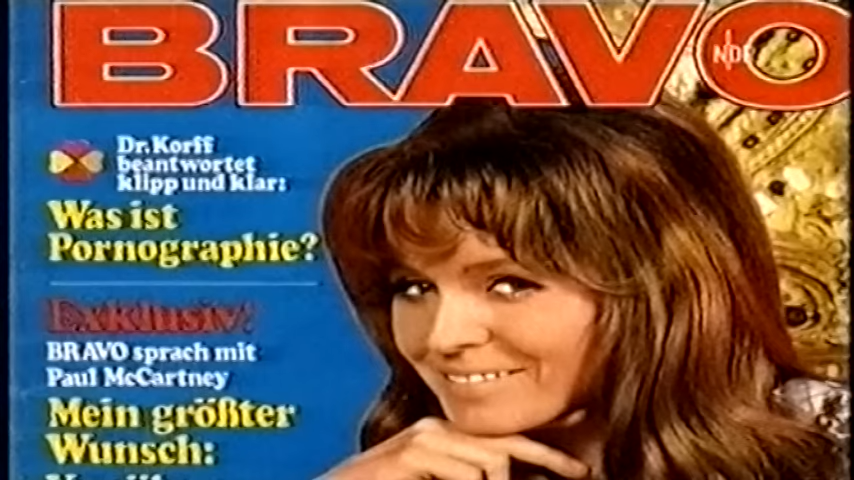 BRAVO
NDR
Dr. Korff
beantwortet
klipp und klar:
Was ist
Pornographie?
Exklusiv!
BRAVO sprach mit
Paul McCartney
Mein größter
Wunsch: